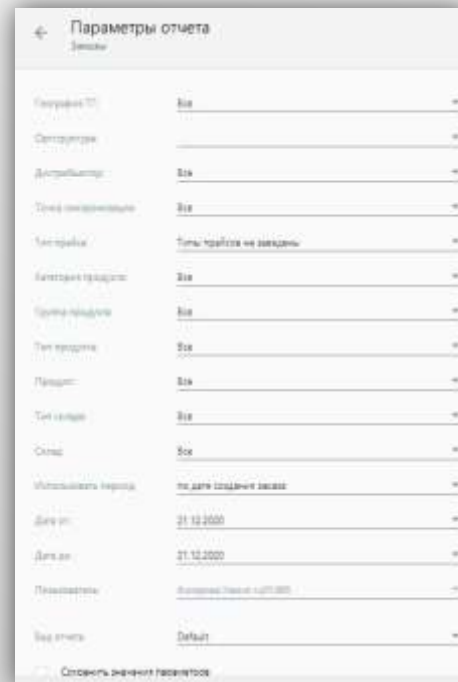 Параметры отчета
Заказы
География ТТ: Все
Оргструктура:
Дистрибьютор: Все
Точка синхронизации: Все
Тип прайса: Типы прайсов не заведены
Категория продукта: Все
Группа продукта: Все
Тип продукта: Все
Продукт: Все
Тип склада: Все
Склад: Все
Использовать период: по дате создания заказа
Дата от: 21.12.2020
Дата до: 21.12.2020
Пользователь:
Вид отчета: Default
Сохранить значения параметров